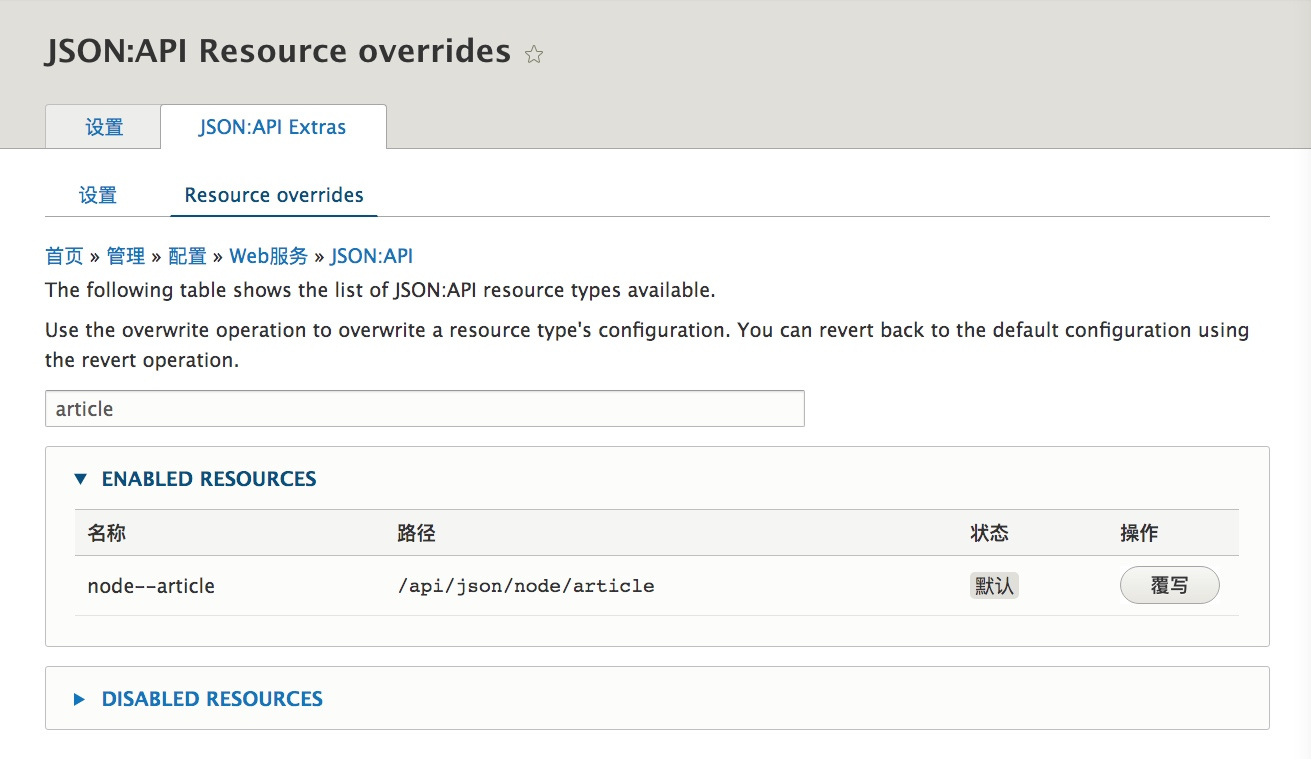 JSON:API Resource overrides
设置 JSON:API Extras
设置 Resource overrides
首页 » 管理 » 配置 » Web服务 » JSON:API
The following table shows the list of JSON:API resource types available.
Use the overwrite operation to overwrite a resource type's configuration. You can revert back to the default configuration using
the revert operation.
article
ENABLED RESOURCES
名称 路径 状态 操作
node--article /api/json/node/article 默认 覆写
DISABLED RESOURCES